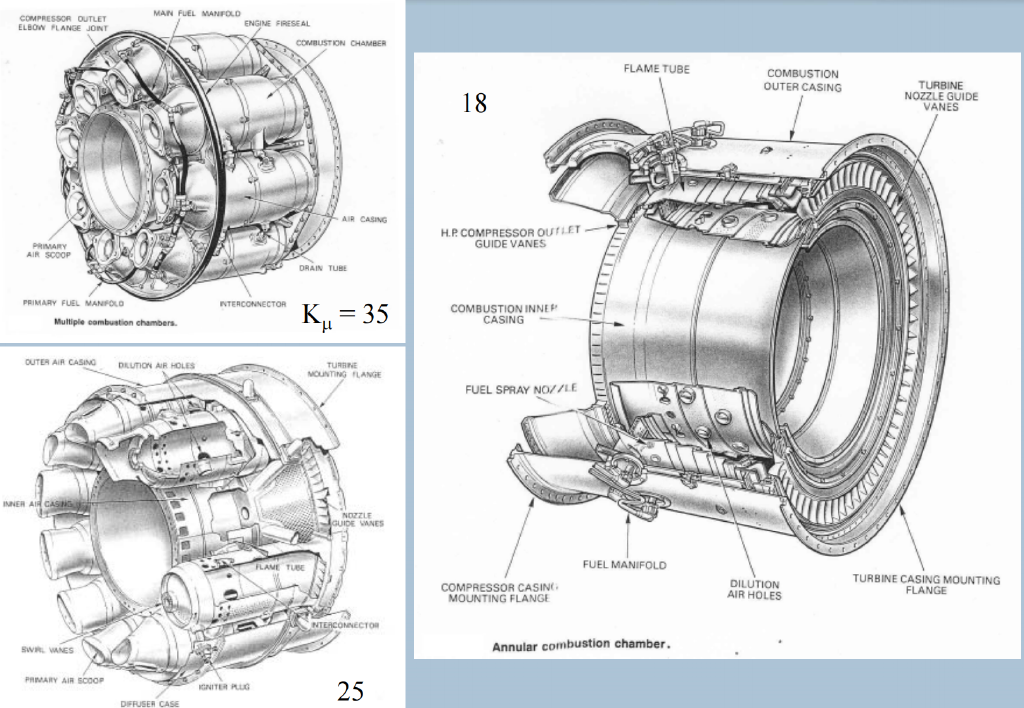 COMPRESSOR OUTLET
ELBOW FLANGE JOINT
MAIN FUEL MANIFOLD
ENGINE FIRESEAL
COMBUSTION CHAMBER
AIR CASING
PRIMARY
AIR SCOOP
DRAIN TUBE
PRIMARY FUEL MANIFOLD
INTERCONNECTOR
Multiple combustion chambers.
Kμ = 35
OUTER AIR CASING
DILUTION AIR HOLES
TURBINE
MOUNTING FLANGE
INNER AIR CASING
NOZZLE
GUIDE VANES
FLAME TUBE
INTERCONNECTOR
SWIRL VANES
PRIMARY AIR SCOOP
IGNITER PLUG
DIFFUSER CASE
25
18
FLAME TUBE
COMBUSTION
OUTER CASING
TURBINE
NOZZLE GUIDE
VANES
H.P. COMPRESSOR OUTLET
GUIDE VANES
COMBUSTION INNER
CASING
FUEL SPRAY NOZZLE
FUEL MANIFOLD
COMPRESSOR CASING
MOUNTING FLANGE
DILUTION
AIR HOLES
TURBINE CASING MOUNTING
FLANGE
Annular combustion chamber.